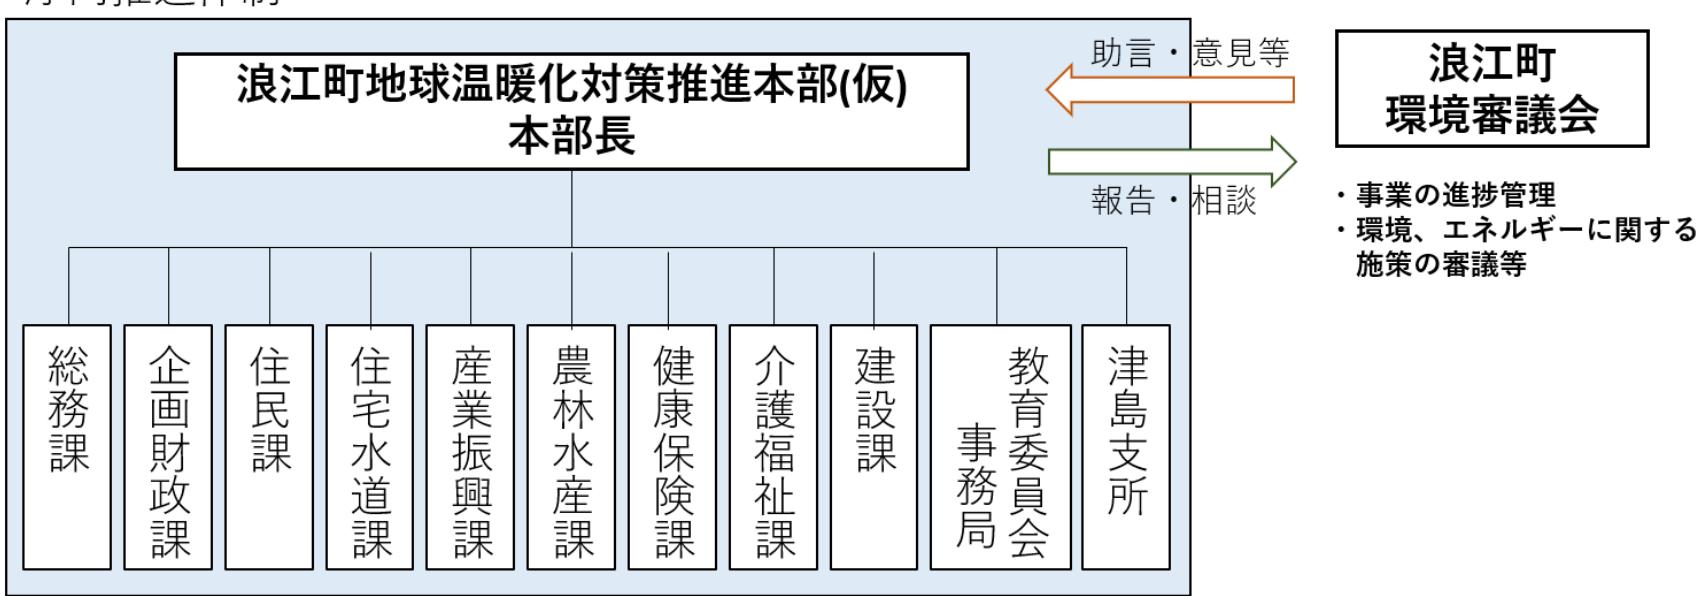 浪江町地球温暖化対策推進本部(仮)
本部長
助言・意見等
報告・相談
浪江町
環境審議会
・事業の進捗管理
・環境、エネルギーに関する
施策の審議等
総務課
企画財政課
住民課
住宅水道課
産業振興課
農林水産課
健康保険課
介護福祉課
建設課
教育委員会
事務局
津島支所